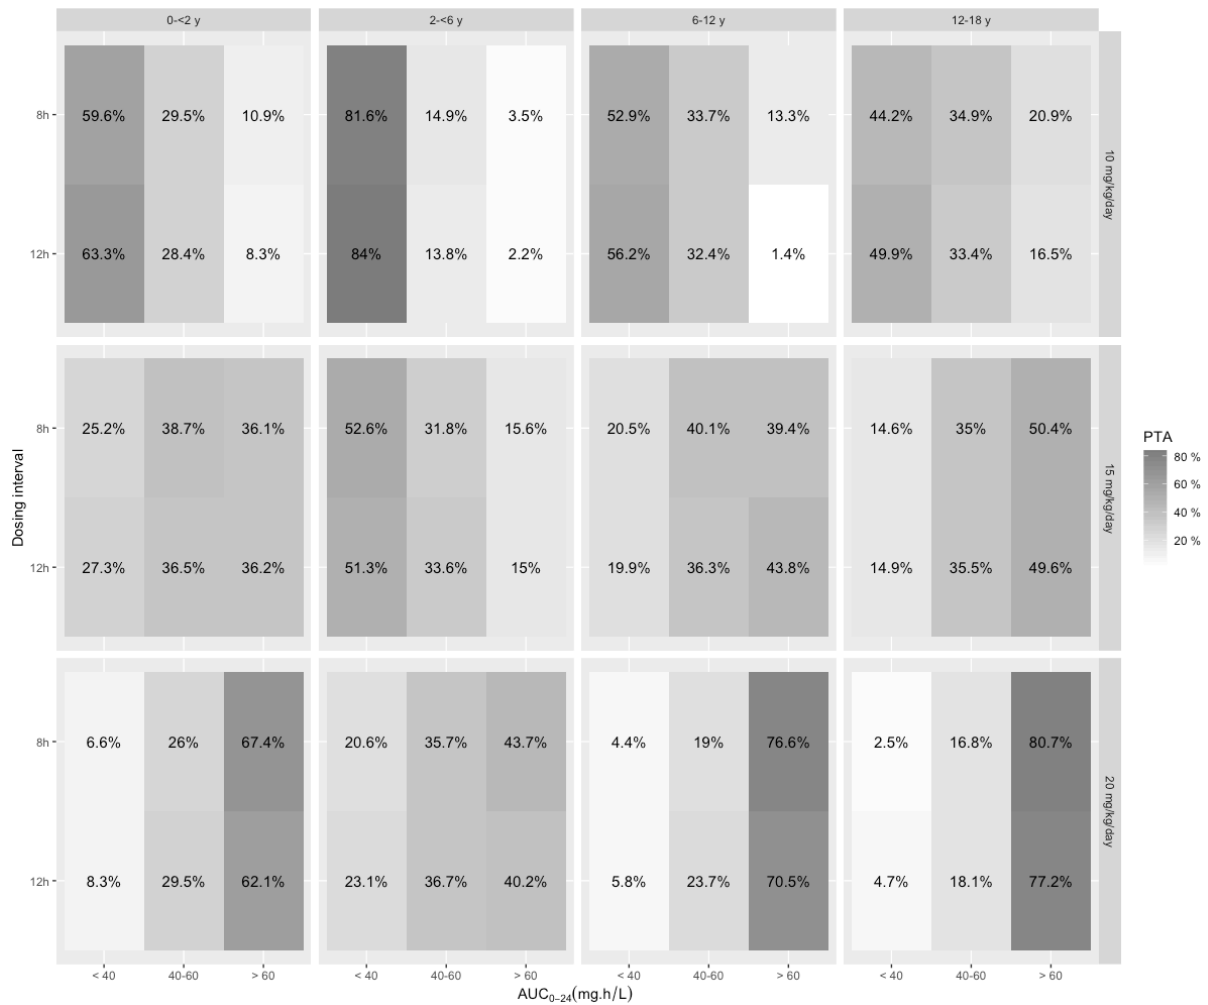 0-<2 y 2-<6 y 6-12 y 12-18 y
8h 59.6% 29.5% 10.9% 81.6% 14.9% 3.5% 52.9% 33.7% 13.3% 44.2% 34.9% 20.9%
10 mg/kg/day
12h 63.3% 28.4% 8.3% 84% 13.8% 2.2% 56.2% 32.4% 1.4% 49.9% 33.4% 16.5%
8h 25.2% 38.7% 36.1% 52.6% 31.8% 15.6% 20.5% 40.1% 39.4% 14.6% 35% 50.4%
15 mg/kg/day
12h 27.3% 36.5% 36.2% 51.3% 33.6% 15% 19.9% 36.3% 43.8% 14.9% 35.5% 49.6%
8h 6.6% 26% 67.4% 20.6% 35.7% 43.7% 4.4% 19% 76.6% 2.5% 16.8% 80.7%
20 mg/kg/day
12h 8.3% 29.5% 62.1% 23.1% 36.7% 40.2% 5.8% 23.7% 70.5% 4.7% 18.1% 77.2%
< 40 40-60 > 60 < 40 40-60 > 60 < 40 40-60 > 60 < 40 40-60 > 60
AUC₀₋₂₄(mg.h/L)
Dosing interval
PTA
80 %
60 %
40 %
20 %